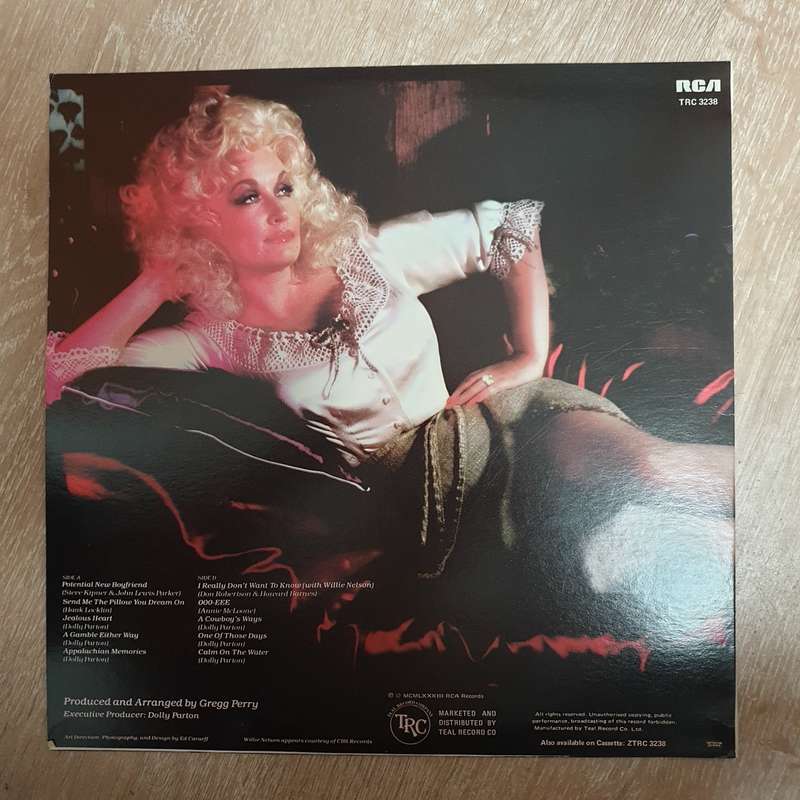 RCA
TRC 3238
SIDE A
Potential New Boyfriend
(Steve Kipner & John Lewis Parker)
Send Me The Pillow You Dream On
(Hank Locklin)
Jealous Heart
(Dolly Parton)
A Gamble Either Way
(Dolly Parton)
Appalachian Memories
(Dolly Parton)
SIDE B
I Really Don't Want To Know (with Willie Nelson)
(Don Robertson & Howard Barnes)
OOO-EEE
(Annie McLoone)
A Cowboy's Ways
(Dolly Parton)
One Of Those Days
(Dolly Parton)
Calm On The Water
(Dolly Parton)
Produced and Arranged by Gregg Perry
Executive Producer: Dolly Parton
Art Direction, Photography, and Design by Ed Caraeff
Willie Nelson appears courtesy of CBS Records
MCMLXXXIII RCA Records
TRC
MARKETED AND
DISTRIBUTED BY
TEAL RECORD CO
All rights reserved. Unauthorised copying, public
performance, broadcasting of this record forbidden.
Manufactured by Teal Record Co. Ltd.
Also available on Cassette: ZTRC 3238